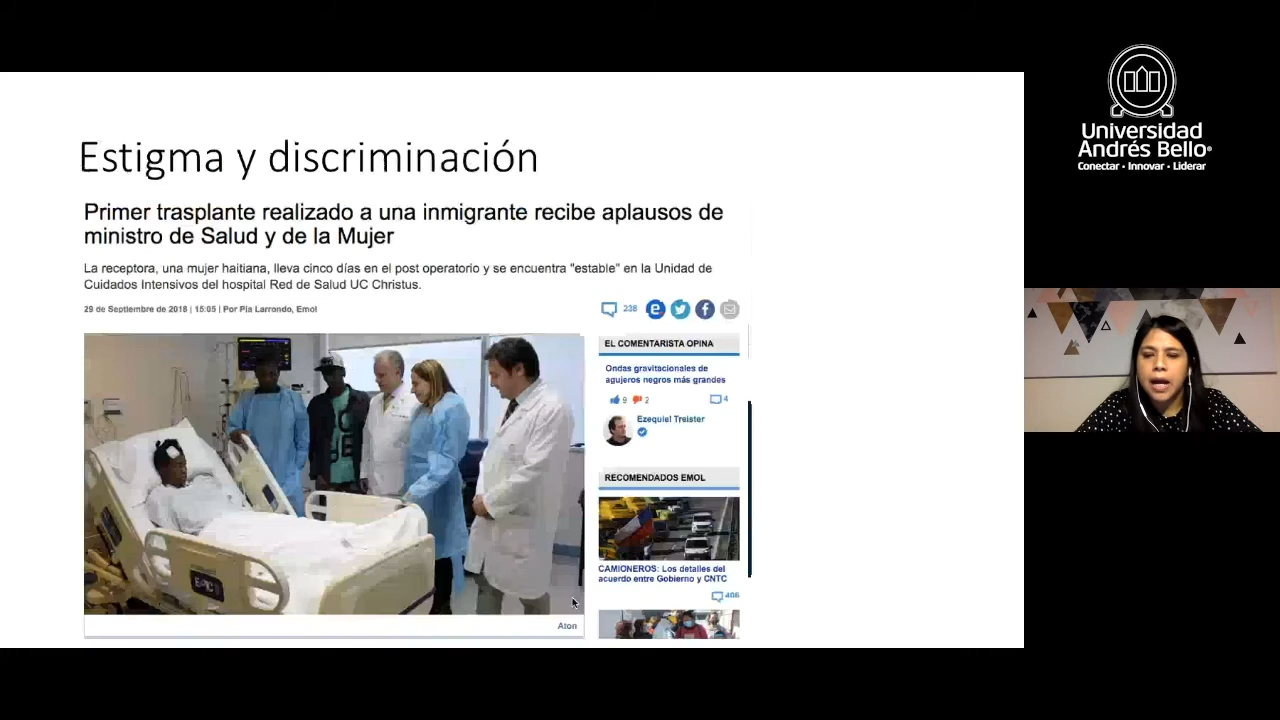 Estigma y discriminación
Primer trasplante realizado a una inmigrante recibe aplausos de
ministro de Salud y de la Mujer
La receptora, una mujer haitiana, lleva cinco días en el post operatorio y se encuentra "estable" en la Unidad de
Cuidados Intensivos del hospital Red de Salud UC Christus.
29 de Septiembre de 2018 | 15:05 | Por Pía Larrondo, Emol
238
EL COMENTARISTA OPINA
Ondas gravitacionales de
agujeros negros más grandes
9 2 4
Ezequiel Treister
RECOMENDADOS EMOL
CAMIONEROS: Los detalles del
acuerdo entre Gobierno y CNTC
406
Aton
Universidad
Andrés Bello®
Conectar • Innovar • Liderar